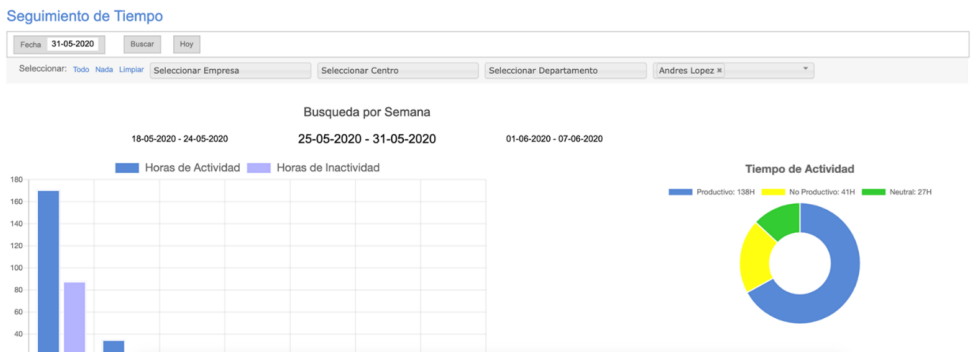 Seguimiento de Tiempo
Fecha 31-05-2020 Buscar Hoy
Seleccionar: Todo Nada Limpiar Seleccionar Empresa Seleccionar Centro Seleccionar Departamento Andres Lopez ×
Busqueda por Semana
18-05-2020 - 24-05-2020 25-05-2020 - 31-05-2020 01-06-2020 - 07-06-2020
Horas de Actividad Horas de Inactividad
Tiempo de Actividad
Productivo: 138H No Productivo: 41H Neutral: 27H
180
160
140
120
100
80
60
40